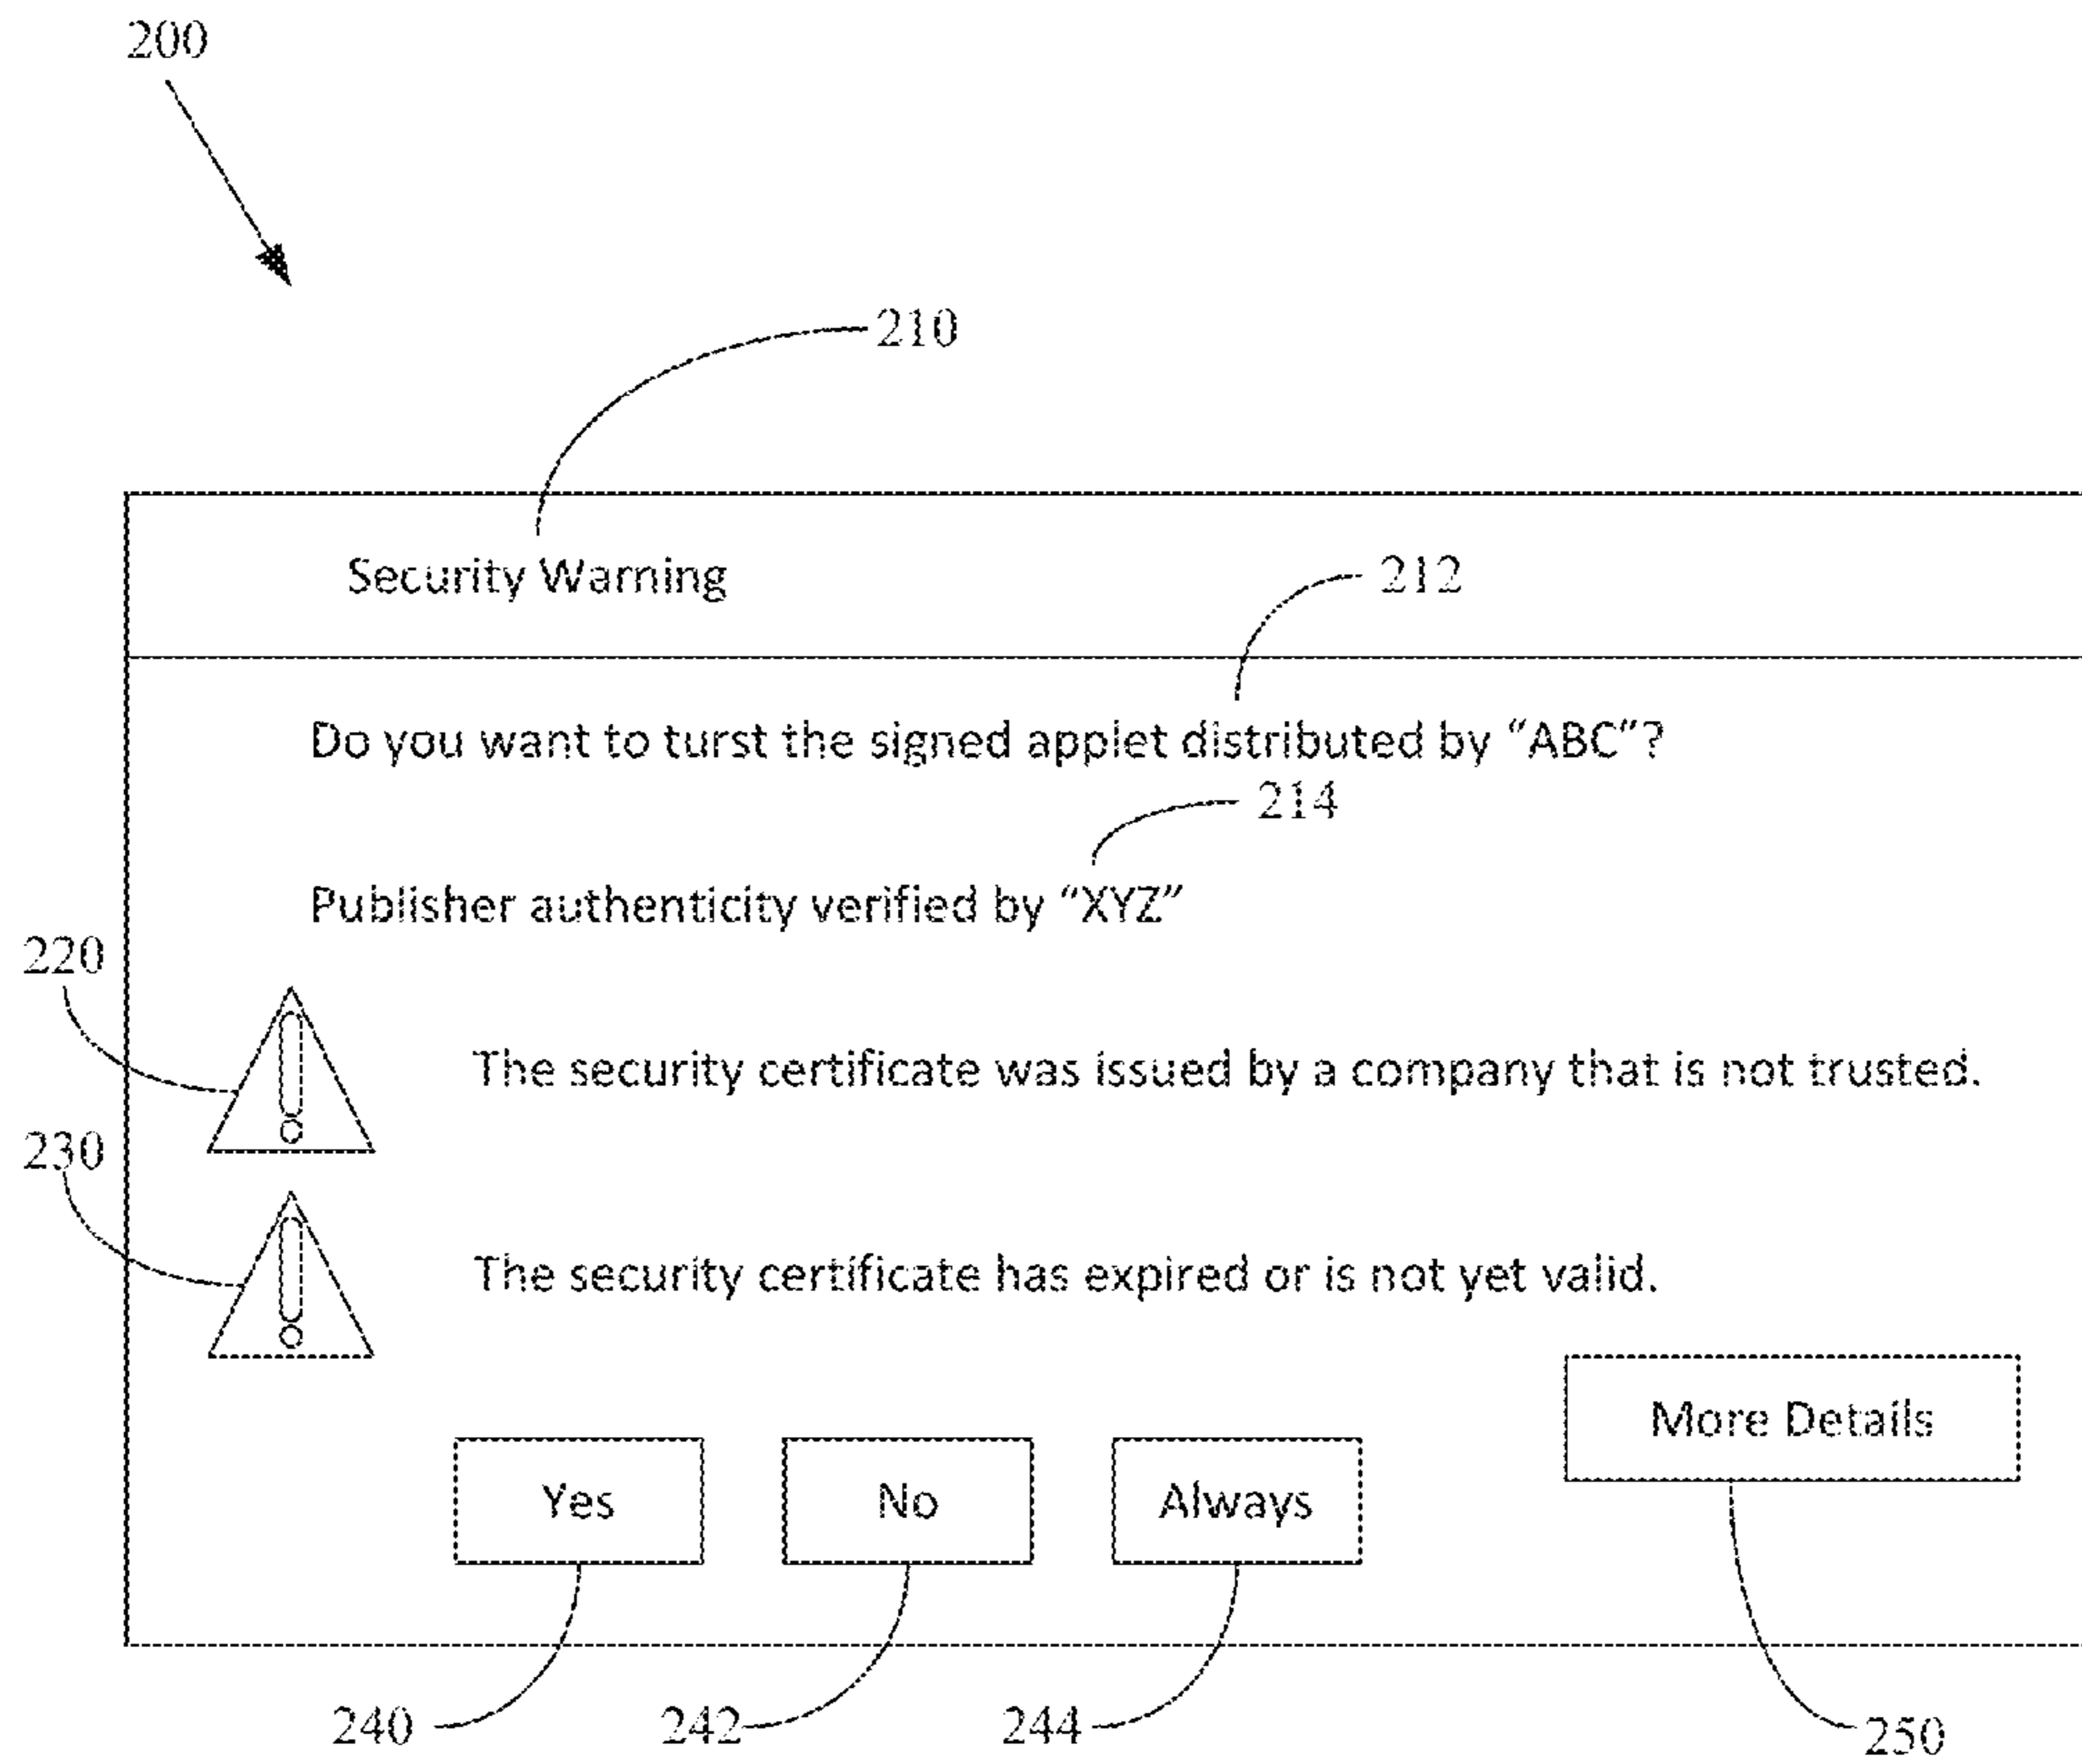 200
210
Security Warning
212
Do you want to turst the signed applet distributed by “ABC”?
214
Publisher authenticity verified by “XYZ”
220
The security certificate was issued by a company that is not trusted.
230
The security certificate has expired or is not yet valid.
More Details
Yes No Always
240 242 244 250